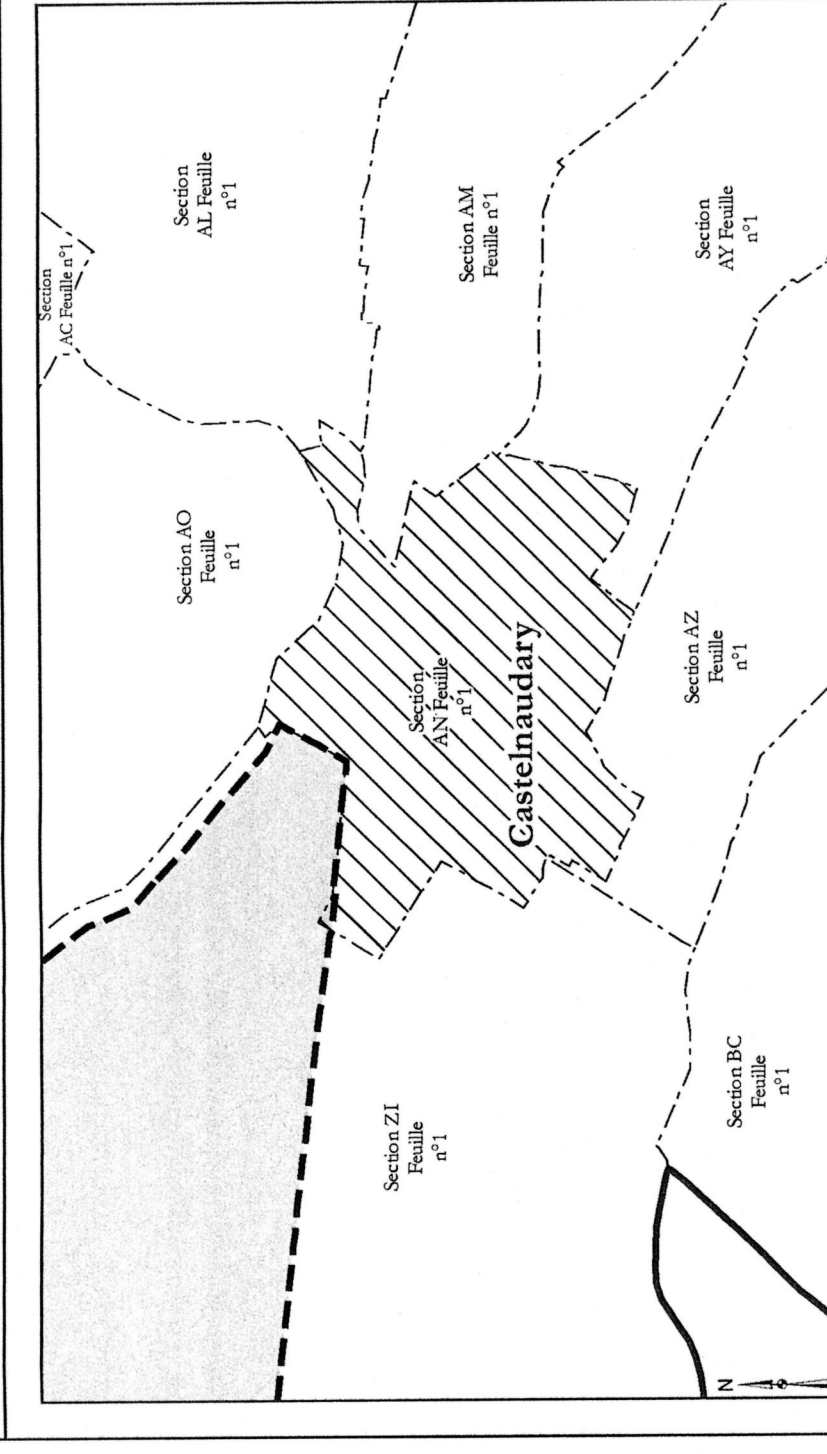 Section
AC Feuille n°1
Section
AL Feuille
n°1
Section AO
Feuille
n°1
Section AM
Feuille n°1
Section
AY Feuille
n°1
Section
AN Feuille
n°1
Castelnaudary
Section AZ
Feuille
n°1
Section ZI
Feuille
n°1
Section BC
Feuille
n°1
N